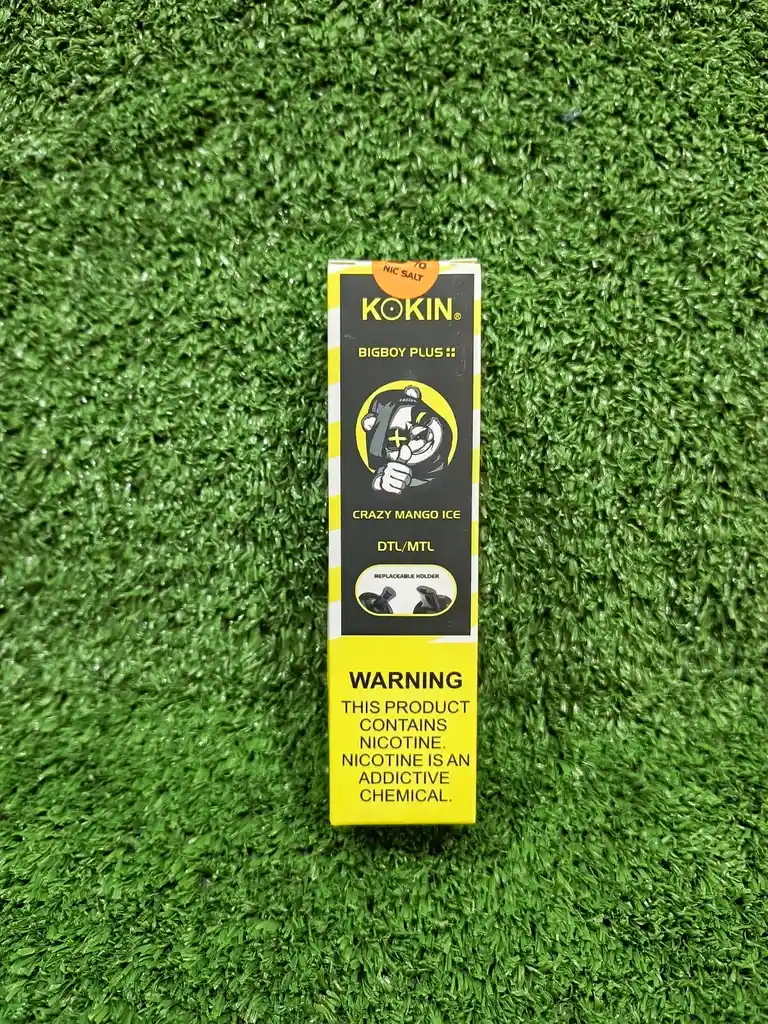 NIC SALT
KOKIN®
BIGBOY PLUS
CRAZY MANGO ICE
DTL/MTL
REPLACEABLE HOLDER
WARNING
THIS PRODUCT
CONTAINS
NICOTINE.
NICOTINE IS AN
ADDICTIVE
CHEMICAL.